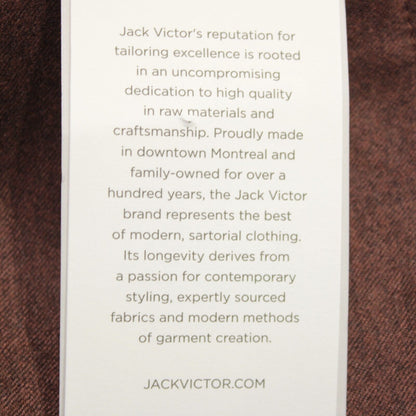 Jack Victor's reputation for
tailoring excellence is rooted
in an uncompromising
dedication to high quality
in raw materials and
craftsmanship. Proudly made
in downtown Montreal and
family-owned for over a
hundred years, the Jack Victor
brand represents the best
of modern, sartorial clothing.
Its longevity derives from
a passion for contemporary
styling, expertly sourced
fabrics and modern methods
of garment creation.
JACKVICTOR.COM